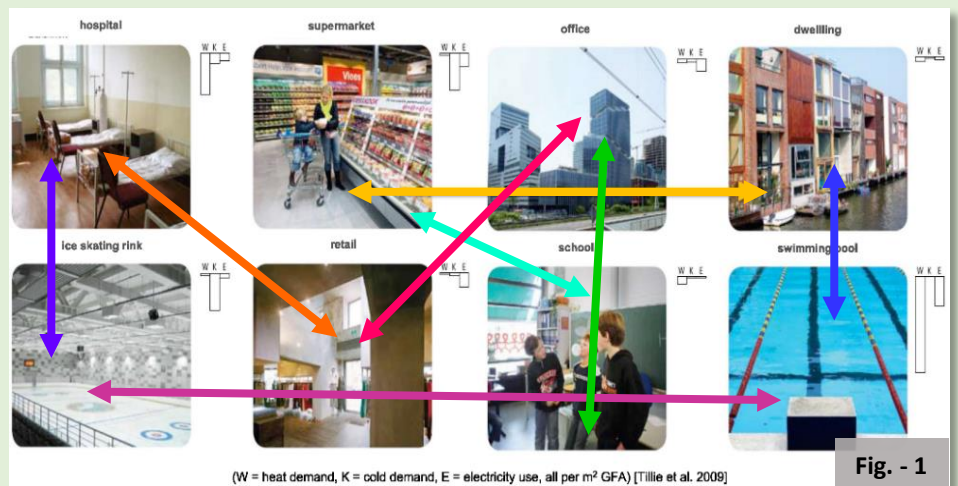 hospital
supermarket
office
dwellling
W K E
W K E
W K E
W K E
ice skating rink
retail
school
swimming pool
W K E
W K E
W K E
W K E
Fig. - 1
(W = heat demand, K = cold demand, E = electricity use, all per m² GFA) [Tillie et al. 2009]